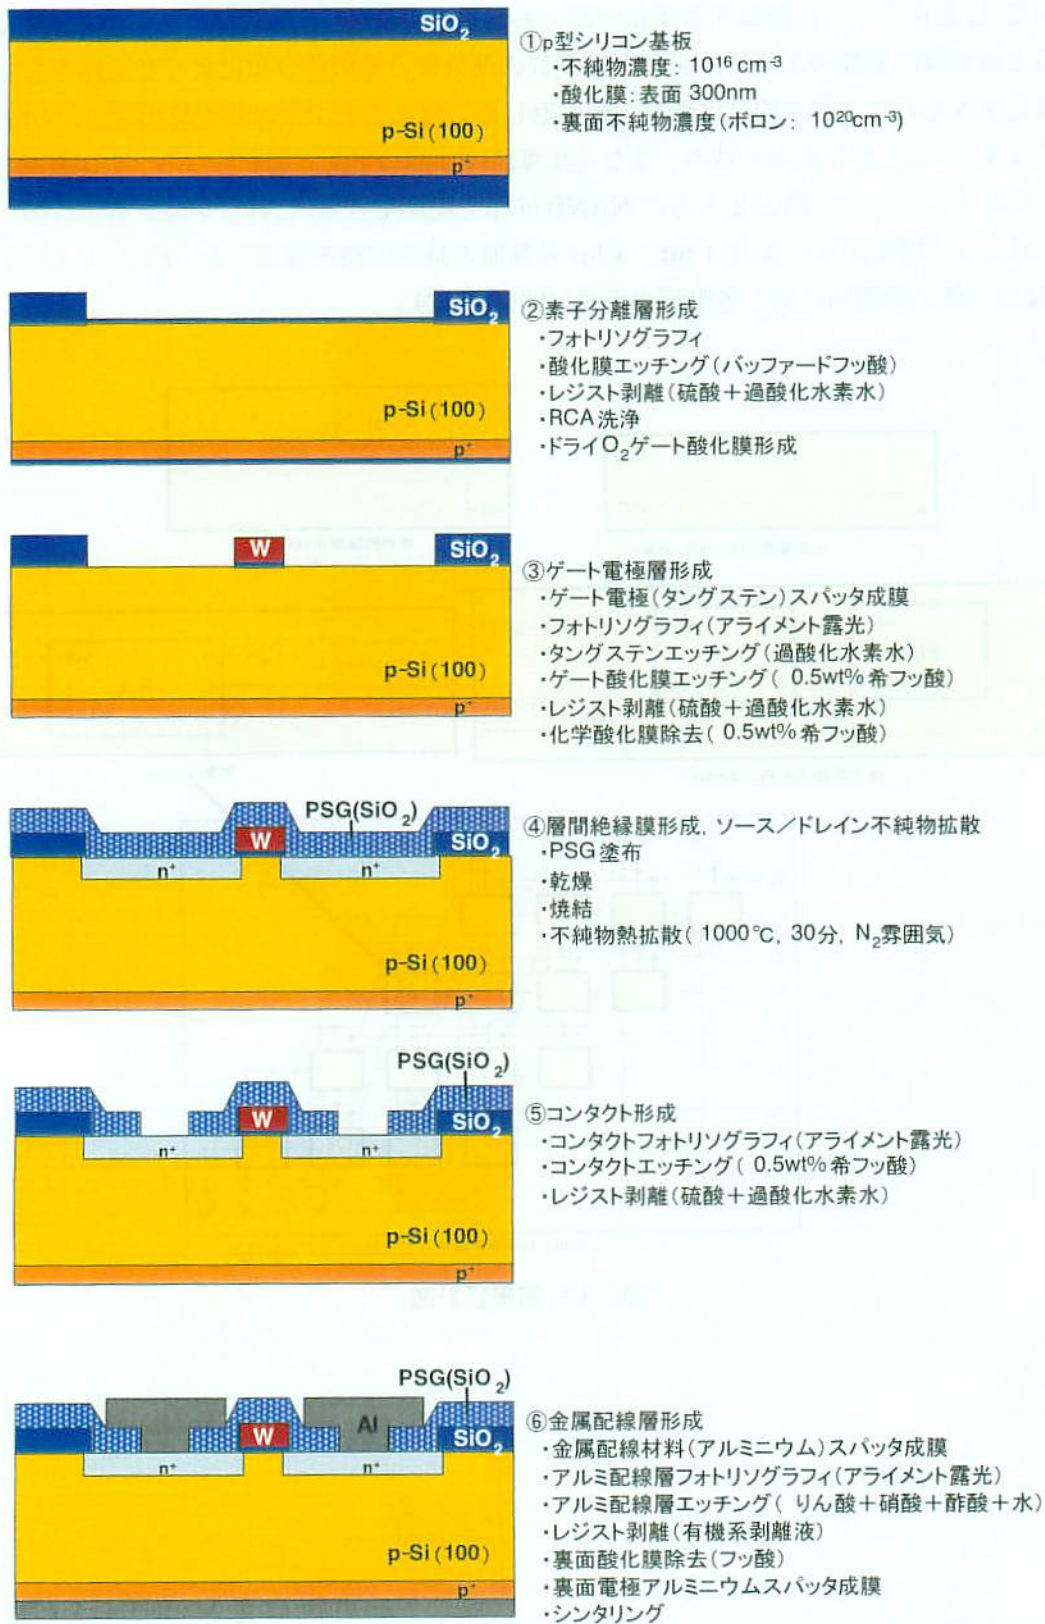 SiO2
p-Si(100)
p+
①p型シリコン基板
・不純物濃度: 10^16 cm^-3
・酸化膜:表面 300nm
・裏面不純物濃度(ボロン: 10^20cm^-3)
SiO2
p-Si(100)
p+
②素子分離層形成
・フォトリソグラフィ
・酸化膜エッチング(バッファードフッ酸)
・レジスト剥離(硫酸+過酸化水素水)
・RCA洗浄
・ドライO2ゲート酸化膜形成
W
SiO2
p-Si(100)
p+
③ゲート電極層形成
・ゲート電極(タングステン)スパッタ成膜
・フォトリソグラフィ(アライメント露光)
・タングステンエッチング(過酸化水素水)
・ゲート酸化膜エッチング( 0.5wt%希フッ酸)
・レジスト剥離(硫酸+過酸化水素水)
・化学酸化膜除去( 0.5wt%希フッ酸)
PSG(SiO2)
W
SiO2
n+
n+
p-Si(100)
p+
④層間絶縁膜形成, ソース/ドレイン不純物拡散
・PSG塗布
・乾燥
・焼結
・不純物熱拡散( 1000℃, 30分, N2雰囲気)
PSG(SiO2)
W
SiO2
n+
n+
p-Si(100)
p+
⑤コンタクト形成
・コンタクトフォトリソグラフィ(アライメント露光)
・コンタクトエッチング( 0.5wt%希フッ酸)
・レジスト剥離(硫酸+過酸化水素水)
PSG(SiO2)
W
Al
SiO2
n+
n+
p-Si(100)
p+
⑥金属配線層形成
・金属配線材料(アルミニウム)スパッタ成膜
・アルミ配線層フォトリソグラフィ(アライメント露光)
・アルミ配線層エッチング( りん酸+硝酸+酢酸+水)
・レジスト剥離(有機系剥離液)
・裏面酸化膜除去(フッ酸)
・裏面電極アルミニウムスパッタ成膜
・シンタリング